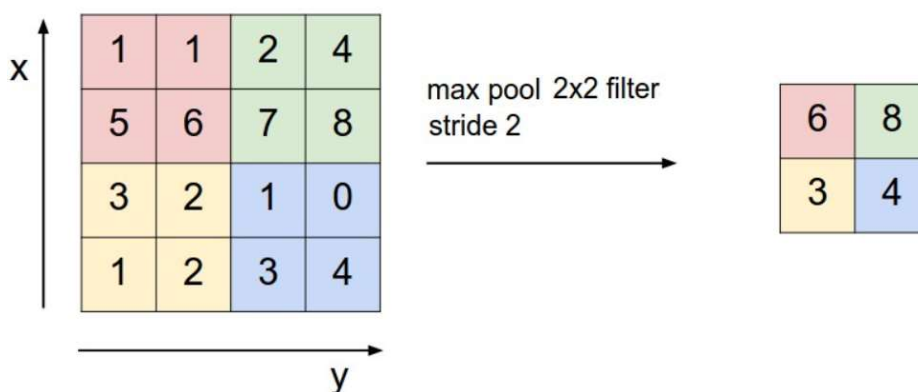 x
1 1 2 4
5 6 7 8
3 2 1 0
1 2 3 4
y
max pool 2x2 filter
stride 2
6 8
3 4